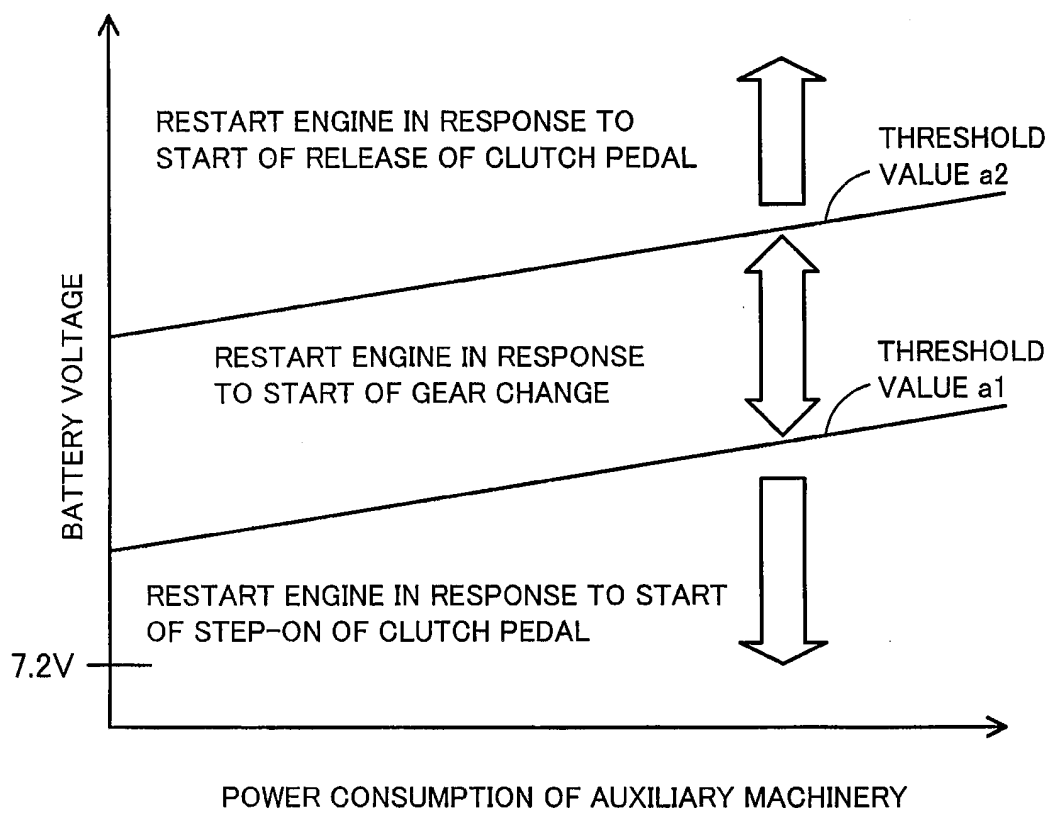 RESTART ENGINE IN RESPONSE TO
START OF RELEASE OF CLUTCH PEDAL
THRESHOLD
VALUE a2
BATTERY VOLTAGE
RESTART ENGINE IN RESPONSE
TO START OF GEAR CHANGE
THRESHOLD
VALUE a1
RESTART ENGINE IN RESPONSE TO START
OF STEP-ON OF CLUTCH PEDAL
7.2V
POWER CONSUMPTION OF AUXILIARY MACHINERY